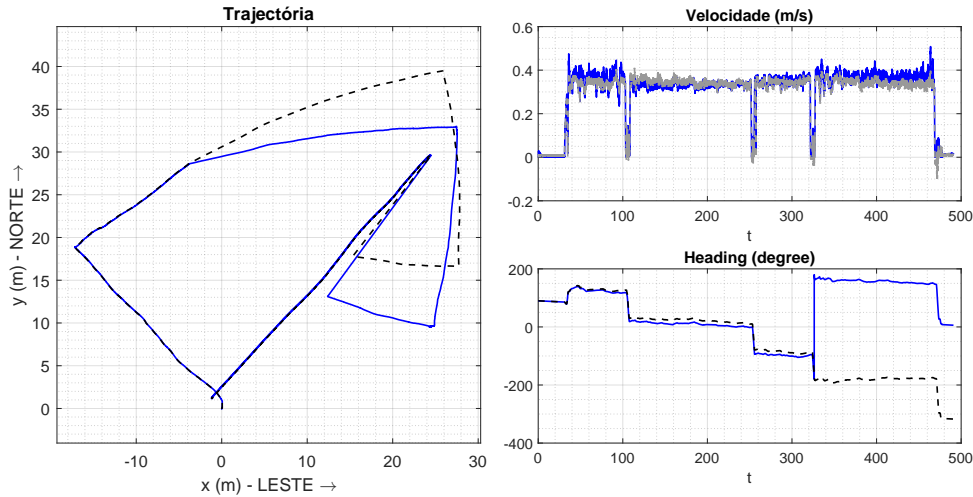 Trajectória
40
35
30
25
20
15
10
5
0
y (m) - NORTE →
-10 0 10 20 30
x (m) - LESTE →
Velocidade (m/s)
0.6
0.4
0.2
0
-0.2
0 100 200 300 400 500
t
Heading (degree)
200
0
-200
-400
0 100 200 300 400 500
t